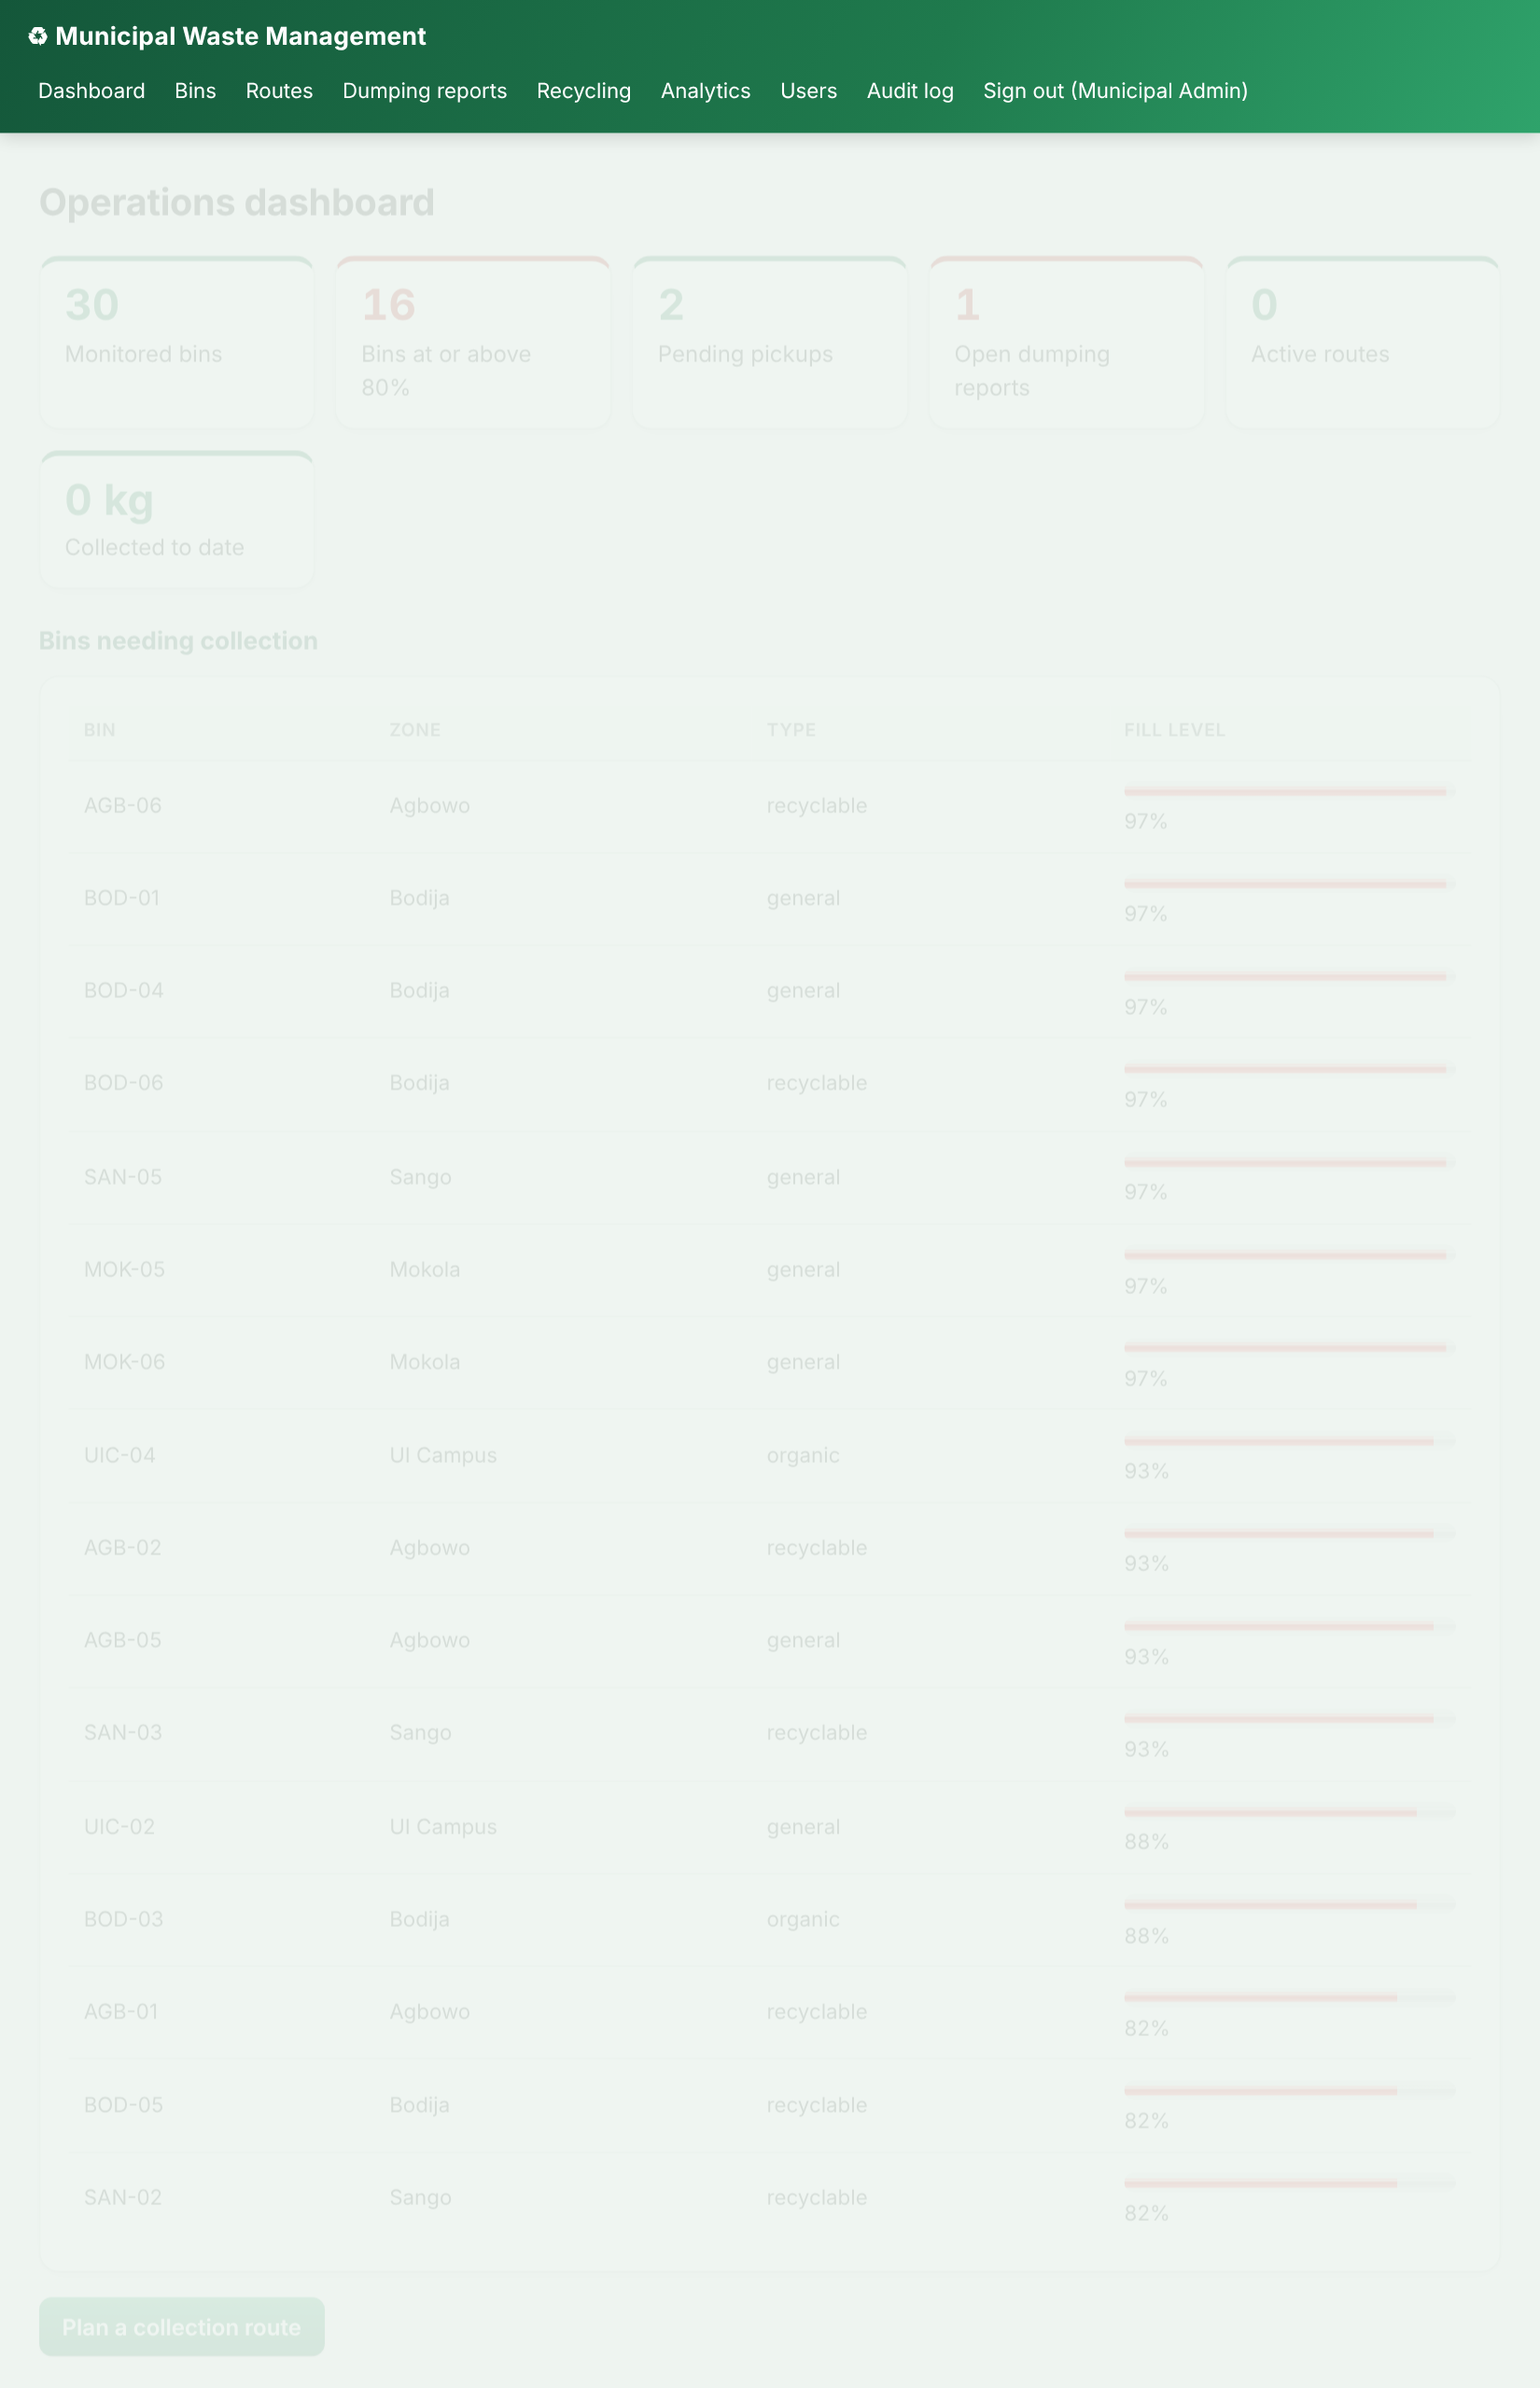 ♻ Municipal Waste Management
Dashboard Bins Routes Dumping reports Recycling Analytics Users Audit log Sign out (Municipal Admin)
Operations dashboard
30
Monitored bins
16
Bins at or above
80%
2
Pending pickups
1
Open dumping
reports
0
Active routes
0 kg
Collected to date
Bins needing collection
BIN ZONE TYPE FILL LEVEL
AGB-06 Agbowo recyclable 97%
BOD-01 Bodija general 97%
BOD-04 Bodija general 97%
BOD-06 Bodija recyclable 97%
SAN-05 Sango general 97%
MOK-05 Mokola general 97%
MOK-06 Mokola general 97%
UIC-04 UI Campus organic 93%
AGB-02 Agbowo recyclable 93%
AGB-05 Agbowo general 93%
SAN-03 Sango recyclable 93%
UIC-02 UI Campus general 88%
BOD-03 Bodija organic 88%
AGB-01 Agbowo recyclable 82%
BOD-05 Bodija recyclable 82%
SAN-02 Sango recyclable 82%
Plan a collection route